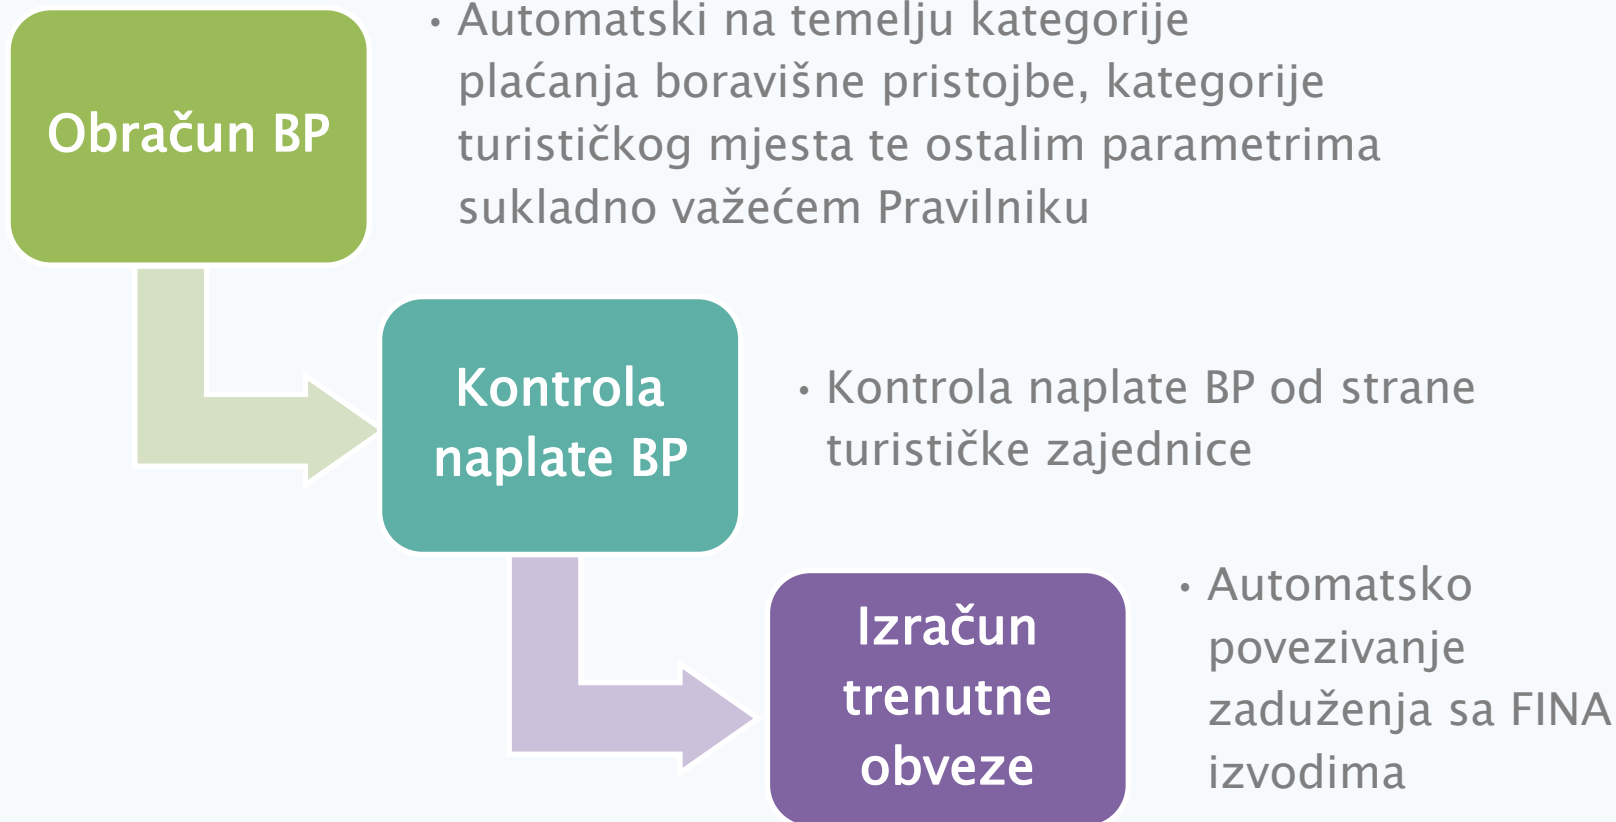 Obračun BP
• Automatski na temelju kategorije
plaćanja boravišne pristojbe, kategorije
turističkog mjesta te ostalim parametrima
sukladno važećem Pravilniku
Kontrola
naplate BP
• Kontrola naplate BP od strane
turističke zajednice
Izračun
trenutne
obveze
• Automatsko
povezivanje
zaduženja sa FINA
izvodima